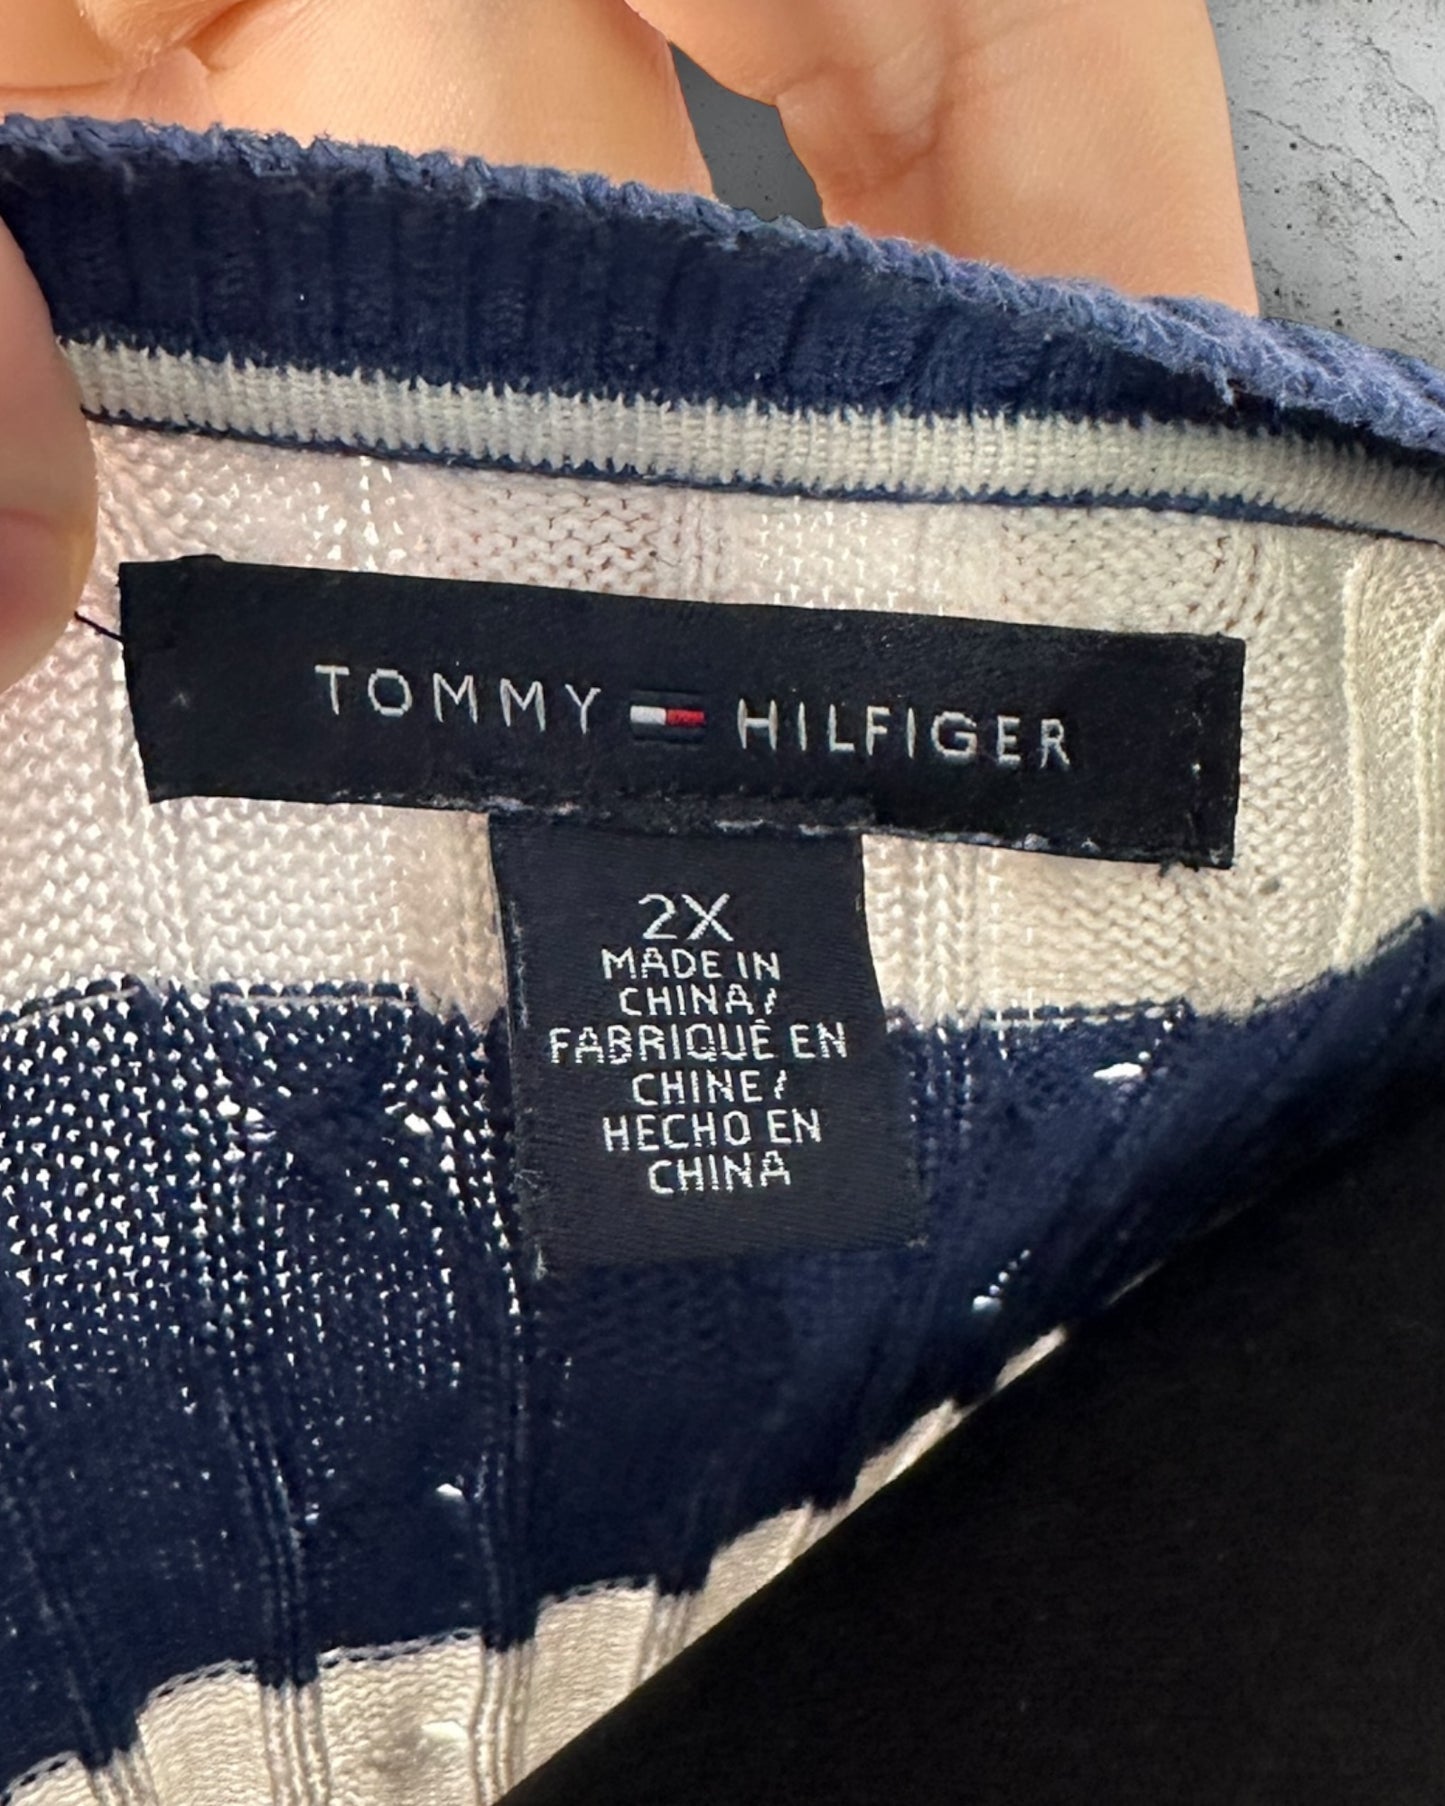 TOMMY HILFIGER
2X
MADE IN
CHINA/
FABRIQUÉ EN
CHINE/
HECHO EN
CHINA